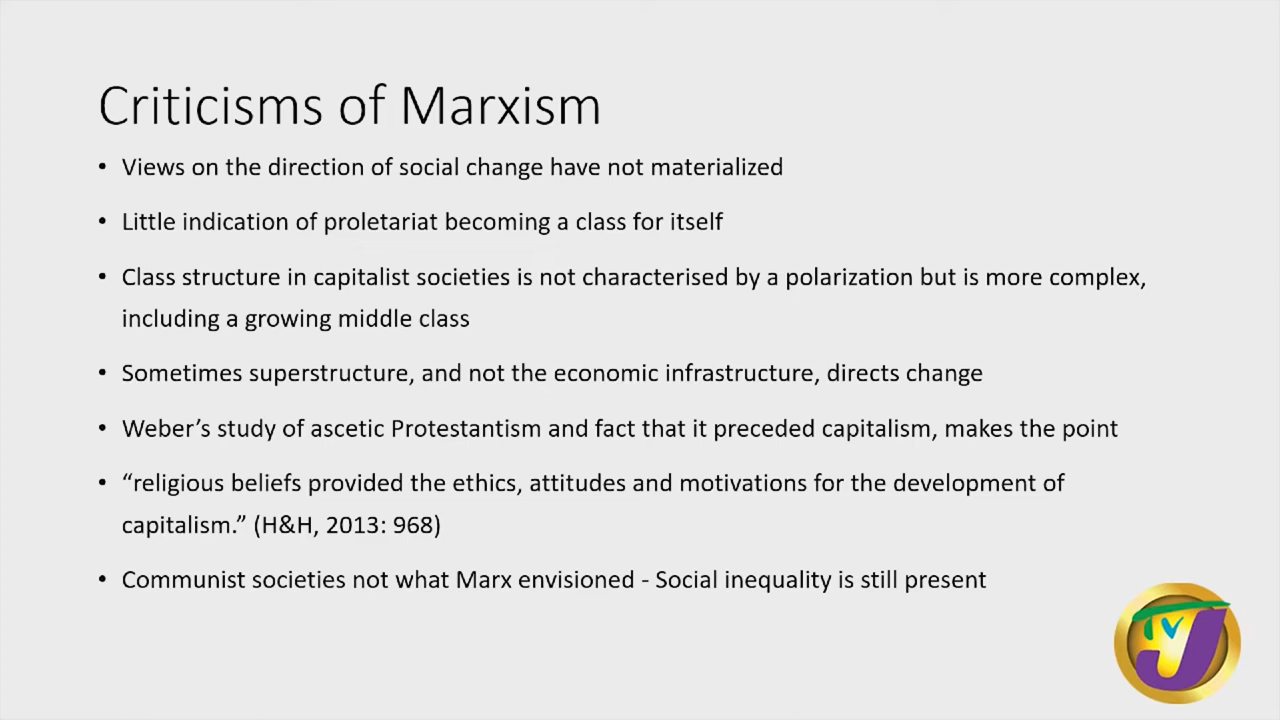 Criticisms of Marxism
• Views on the direction of social change have not materialized
• Little indication of proletariat becoming a class for itself
• Class structure in capitalist societies is not characterised by a polarization but is more complex,
including a growing middle class
• Sometimes superstructure, and not the economic infrastructure, directs change
• Weber’s study of ascetic Protestantism and fact that it preceded capitalism, makes the point
• “religious beliefs provided the ethics, attitudes and motivations for the development of
capitalism.” (H&H, 2013: 968)
• Communist societies not what Marx envisioned - Social inequality is still present
TVJ